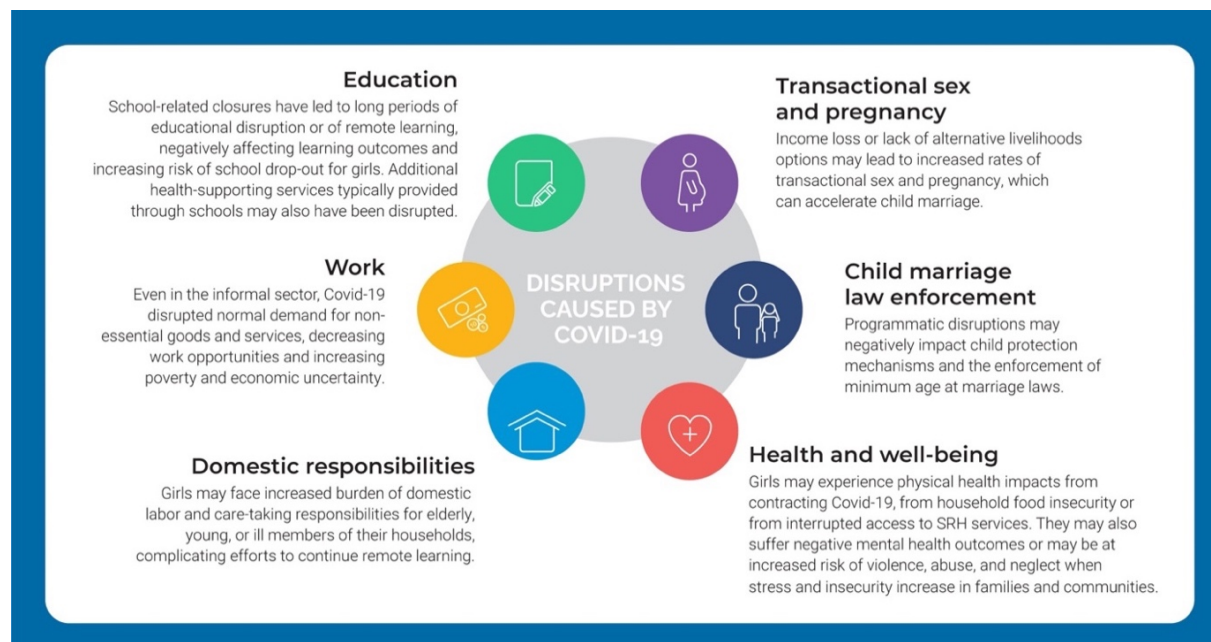 Education
School-related closures have led to long periods of
educational disruption or of remote learning,
negatively affecting learning outcomes and
increasing risk of school drop-out for girls. Additional
health-supporting services typically provided
through schools may also have been disrupted.
Work
Even in the informal sector, Covid-19
disrupted normal demand for non-
essential goods and services, decreasing
work opportunities and increasing
poverty and economic uncertainty.
Domestic responsibilities
Girls may face increased burden of domestic
labor and care-taking responsibilities for elderly,
young, or ill members of their households,
complicating efforts to continue remote learning.
DISRUPTIONS
CAUSED BY
COVID-19
Transactional sex
and pregnancy
Income loss or lack of alternative livelihoods
options may lead to increased rates of
transactional sex and pregnancy, which
can accelerate child marriage.
Child marriage
law enforcement
Programmatic disruptions may
negatively impact child protection
mechanisms and the enforcement of
minimum age at marriage laws.
Health and well-being
Girls may experience physical health impacts from
contracting Covid-19, from household food insecurity or
from interrupted access to SRH services. They may also
suffer negative mental health outcomes or may be at
increased risk of violence, abuse, and neglect when
stress and insecurity increase in families and communities.